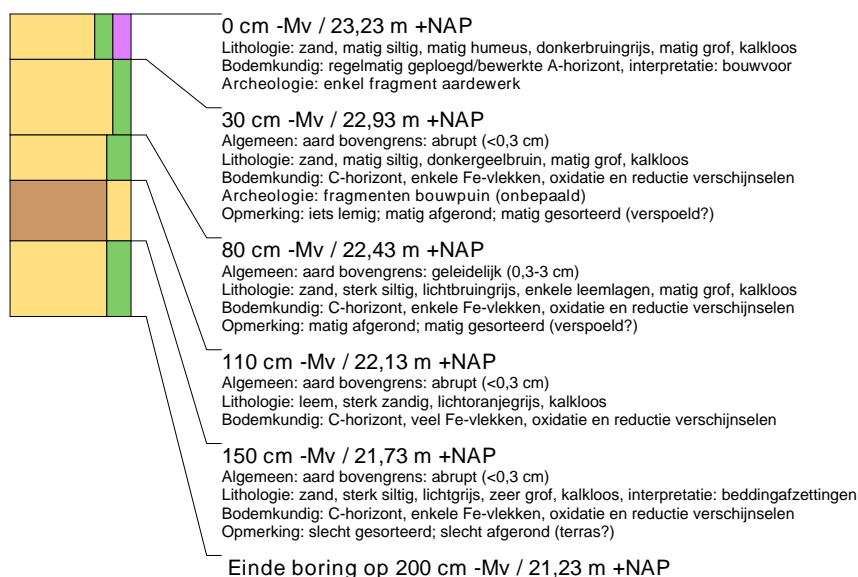 0 cm -Mv / 23,23 m +NAP
Lithologie: zand, matig siltig, matig humeus, donkerbruingrijs, matig grof, kalkloos
Bodemkundig: regelmatig geploegd/bewerkte A-horizont, interpretatie: bouwvoor
Archeologie: enkel fragment aardewerk
30 cm -Mv / 22,93 m +NAP
Algemeen: aard bovengrens: abrupt (<0,3 cm)
Lithologie: zand, matig siltig, donkergeelbruin, matig grof, kalkloos
Bodemkundig: C-horizont, enkele Fe-vlekken, oxidatie en reductie verschijnselen
Archeologie: fragmenten bouwpuin (onbepaald)
Opmerking: iets lemig; matig afgerond; matig gesorteerd (verspoeld?)
80 cm -Mv / 22,43 m +NAP
Algemeen: aard bovengrens: geleidelijk (0,3-3 cm)
Lithologie: zand, sterk siltig, lichtbruingrijs, enkele leemlagen, matig grof, kalkloos
Bodemkundig: C-horizont, enkele Fe-vlekken, oxidatie en reductie verschijnselen
Opmerking: matig afgerond; matig gesorteerd (verspoeld?)
110 cm -Mv / 22,13 m +NAP
Algemeen: aard bovengrens: abrupt (<0,3 cm)
Lithologie: leem, sterk zandig, lichtoranjegrijs, kalkloos
Bodemkundig: C-horizont, veel Fe-vlekken, oxidatie en reductie verschijnselen
150 cm -Mv / 21,73 m +NAP
Algemeen: aard bovengrens: abrupt (<0,3 cm)
Lithologie: zand, sterk siltig, lichtgrijs, zeer grof, kalkloos, interpretatie: beddingafzettingen
Bodemkundig: C-horizont, enkele Fe-vlekken, oxidatie en reductie verschijnselen
Opmerking: slecht gesorteerd; slecht afgerond (terras?)
Einde boring op 200 cm -Mv / 21,23 m +NAP